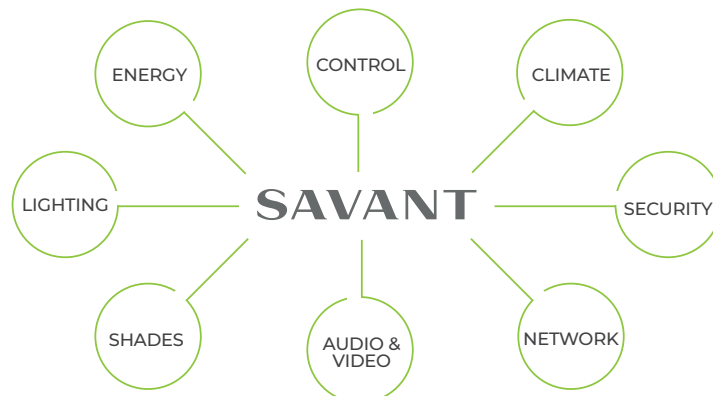 CONTROL
ENERGY
CLIMATE
SAVANT
LIGHTING
SECURITY
SHADES
AUDIO &
VIDEO
NETWORK